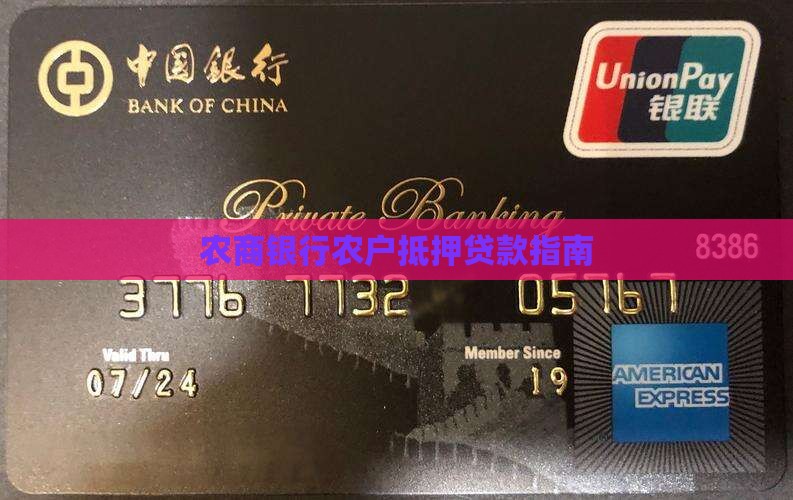 中国银行
BANK OF CHINA
UnionPay
银联
Private Banking
农商银行农户抵押贷款指南
8386
3776 7732 05767
Valid Thru
Member Since
07/24
19
AMERICAN
EXPRESS